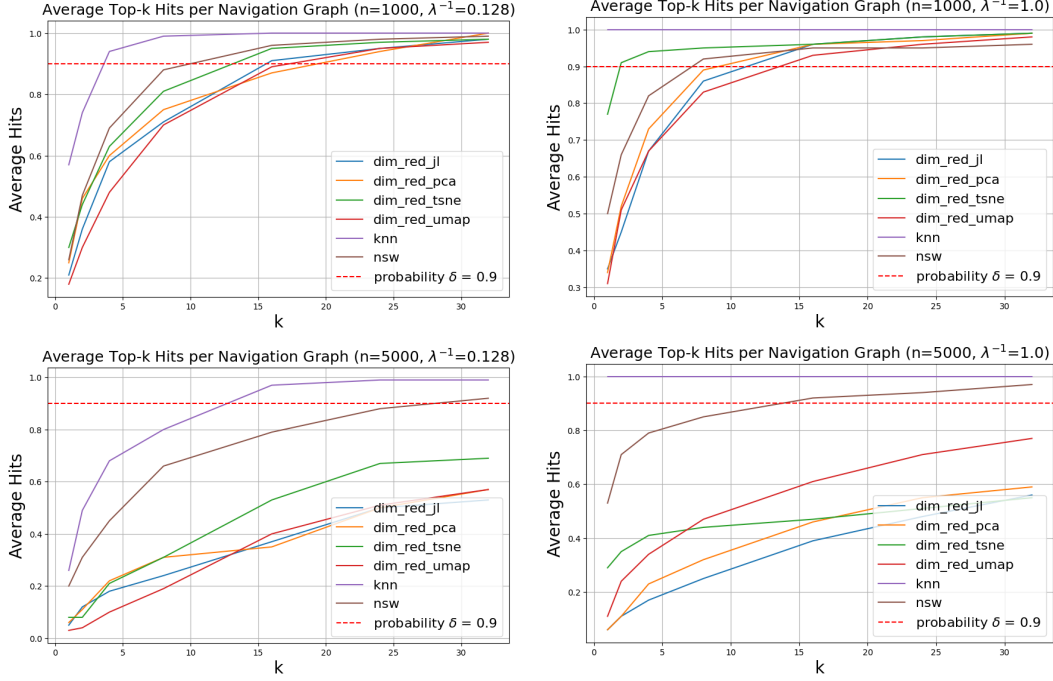 Average Top-k Hits per Navigation Graph (n=1000, λ⁻¹=0.128)
1.0
0.8
0.6
0.4
0.2
Average Hits
dim_red_jl
dim_red_pca
dim_red_tsne
dim_red_umap
knn
nsw
probability δ = 0.9
0 5 10 15 20 25 30
k
Average Top-k Hits per Navigation Graph (n=1000, λ⁻¹=1.0)
1.0
0.9
0.8
0.7
0.6
0.5
0.4
0.3
Average Hits
dim_red_jl
dim_red_pca
dim_red_tsne
dim_red_umap
knn
nsw
probability δ = 0.9
0 5 10 15 20 25 30
k
Average Top-k Hits per Navigation Graph (n=5000, λ⁻¹=0.128)
1.0
0.8
0.6
0.4
0.2
0.0
Average Hits
dim_red_jl
dim_red_pca
dim_red_tsne
dim_red_umap
knn
nsw
probability δ = 0.9
0 5 10 15 20 25 30
k
Average Top-k Hits per Navigation Graph (n=5000, λ⁻¹=1.0)
1.0
0.8
0.6
0.4
0.2
Average Hits
dim_red_jl
dim_red_pca
dim_red_tsne
dim_red_umap
knn
nsw
probability δ = 0.9
0 5 10 15 20 25 30
k